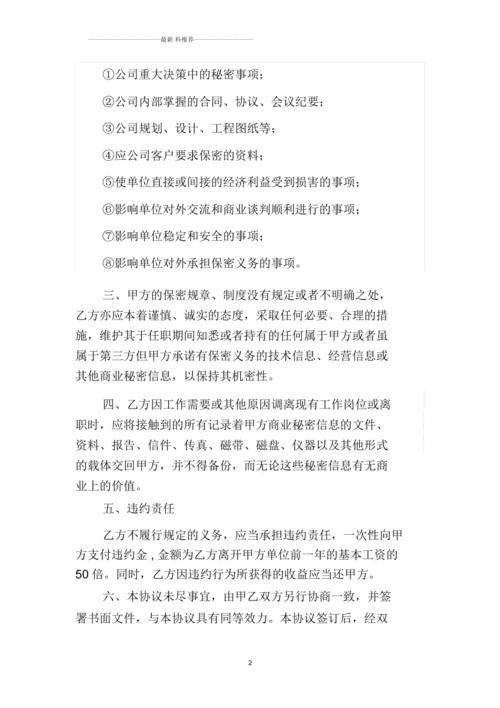 ---------------------------最新 料推荐---------------------------
①公司重大决策中的秘密事项；
②公司内部掌握的合同、协议、会议纪要；
③公司规划、设计、工程图纸等；
④应公司客户要求保密的资料；
⑤使单位直接或间接的经济利益受到损害的事项；
⑥影响单位对外交流和商业谈判顺利进行的事项；
⑦影响单位稳定和安全的事项；
⑧影响单位对外承担保密义务的事项。
三、甲方的保密规章、制度没有规定或者不明确之处，
乙方亦应本着谨慎、诚实的态度，采取任何必要、合理的措
施，维护其于任职期间知悉或者持有的任何属于甲方或者虽
属于第三方但甲方承诺有保密义务的技术信息、经营信息或
其他商业秘密信息，以保持其机密性。
四、乙方因工作需要或其他原因调离现有工作岗位或离
职时，应将接触到的所有记录着甲方商业秘密信息的文件、
资料、报告、信件、传真、磁带、磁盘、仪器以及其他形式
的载体交回甲方，并不得备份，而无论这些秘密信息有无商
业上的价值。
五、违约责任
乙方不履行规定的义务，应当承担违约责任，一次性向甲
方支付违约金 , 金额为乙方离开甲方单位前一年的基本工资的
50 倍。同时，乙方因违约行为所获得的收益应当还甲方。
六、本协议未尽事宜，由甲乙双方另行协商一致，并签
署书面文件，与本协议具有同等效力。本协议签订后，经双
2